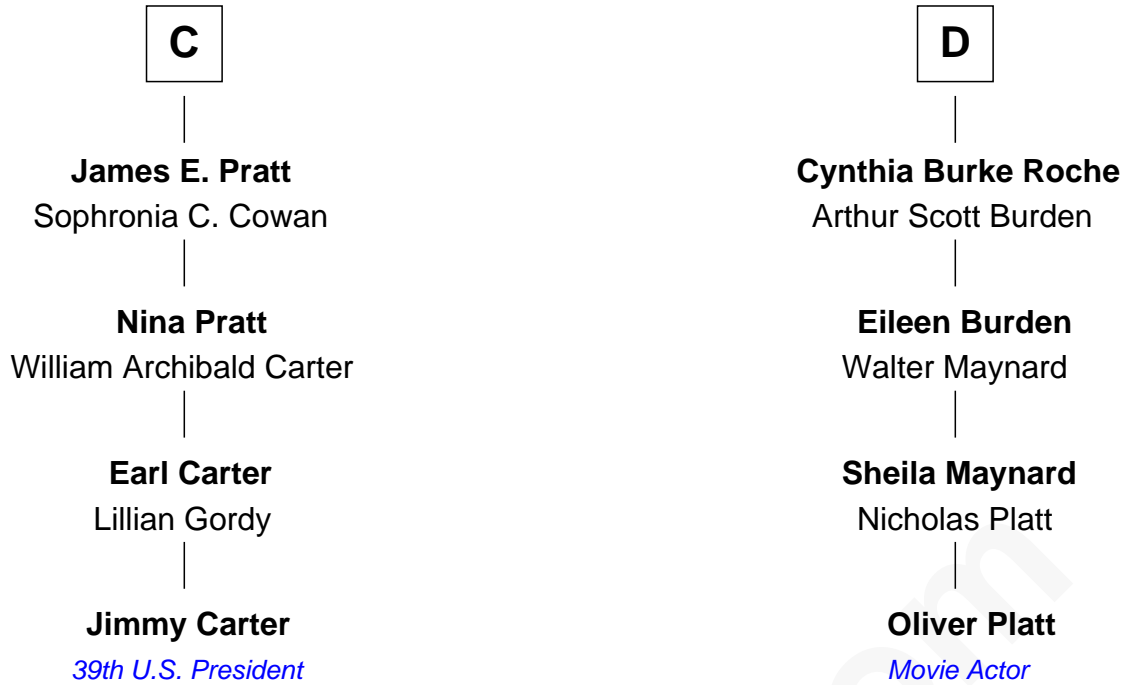 C
James E. Pratt
Sophronia C. Cowan
Nina Pratt
William Archibald Carter
Earl Carter
Lillian Gordy
Jimmy Carter
39th U.S. President
D
Cynthia Burke Roche
Arthur Scott Burden
Eileen Burden
Walter Maynard
Sheila Maynard
Nicholas Platt
Oliver Platt
Movie Actor